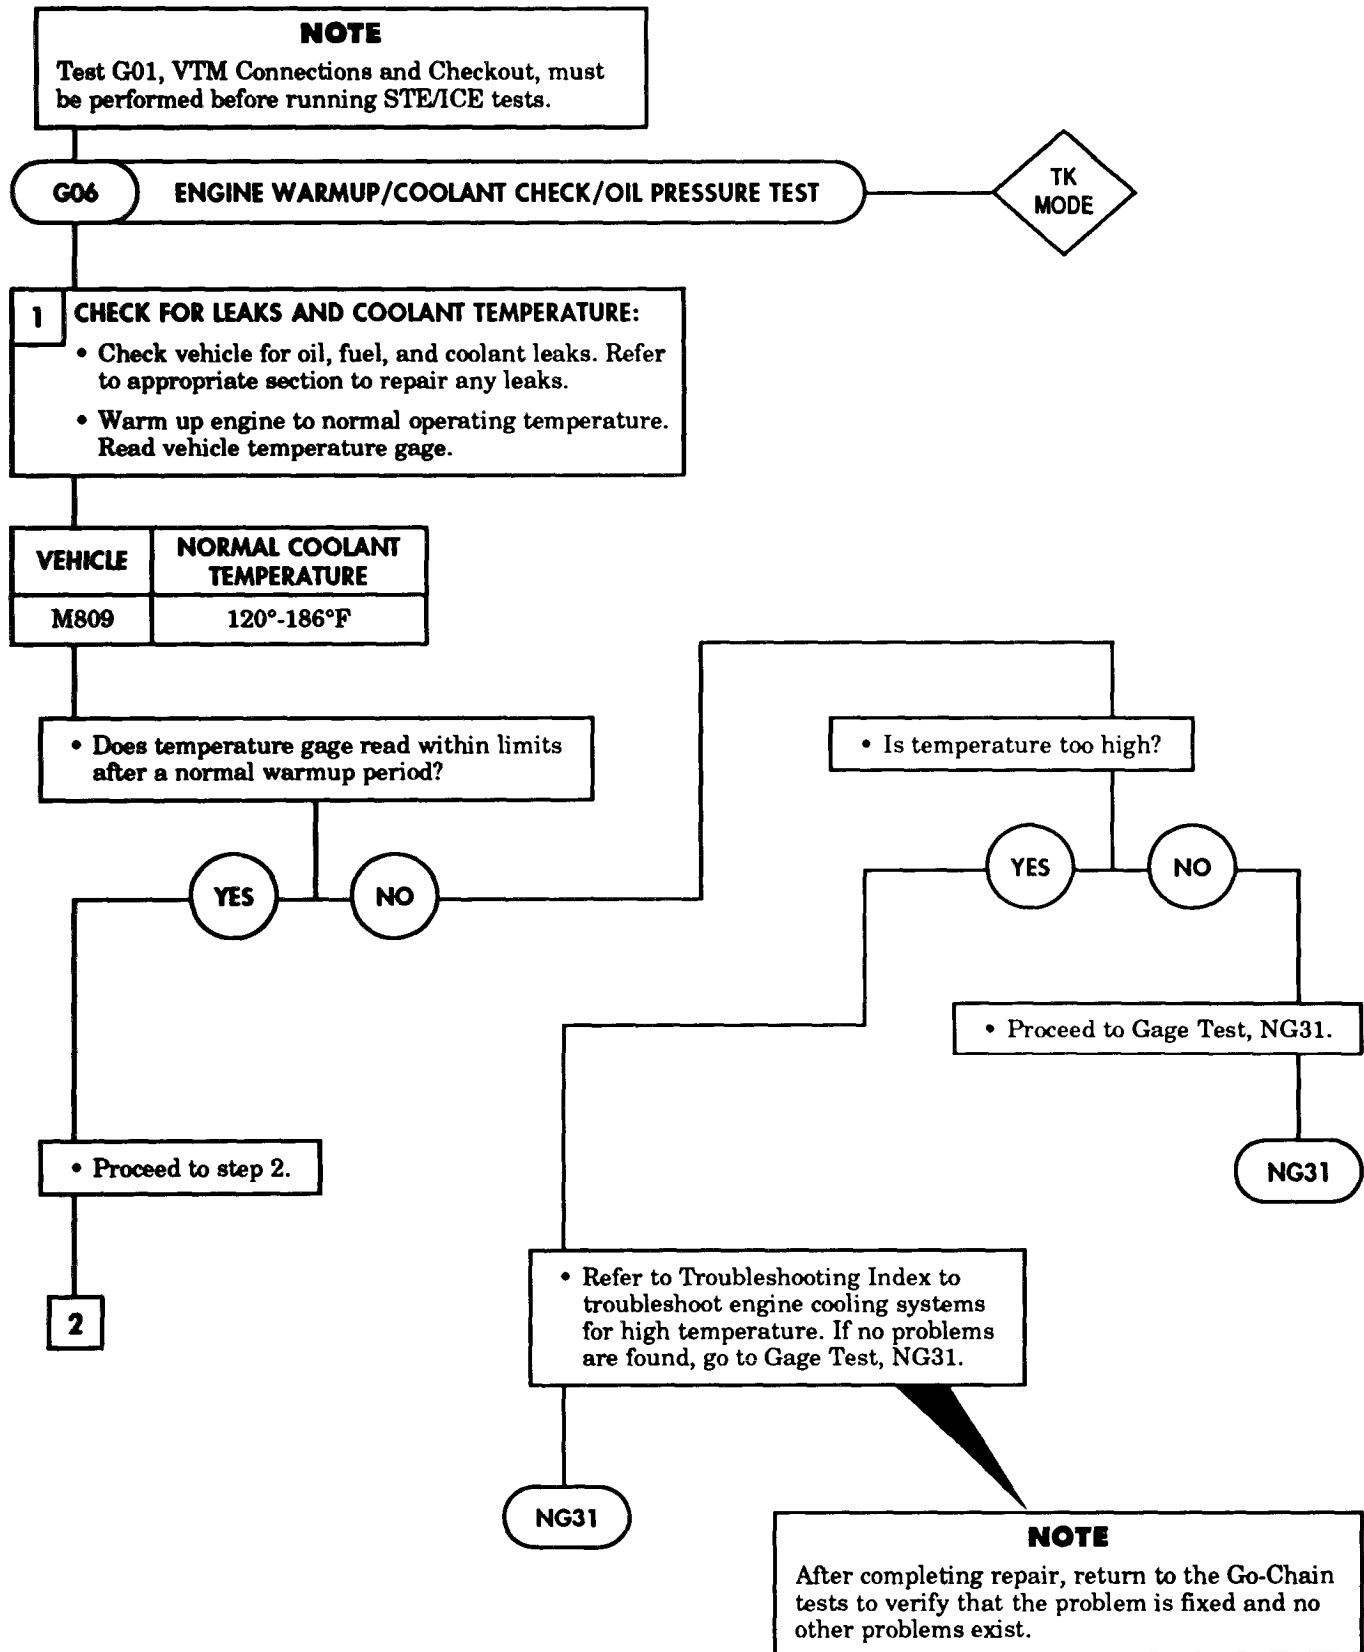 NOTE
Test G01, VTM Connections and Checkout, must
be performed before running STE/ICE tests.
G06
ENGINE WARMUP/COOLANT CHECK/OIL PRESSURE TEST
TK
MODE
1
CHECK FOR LEAKS AND COOLANT TEMPERATURE:
• Check vehicle for oil, fuel, and coolant leaks. Refer
to appropriate section to repair any leaks.
• Warm up engine to normal operating temperature.
Read vehicle temperature gage.
VEHICLE
NORMAL COOLANT
TEMPERATURE
M809
120°-186°F
• Does temperature gage read within limits
after a normal warmup period?
YES
NO
• Is temperature too high?
YES
NO
• Proceed to Gage Test, NG31.
NG31
• Proceed to step 2.
2
• Refer to Troubleshooting Index to
troubleshoot engine cooling systems
for high temperature. If no problems
are found, go to Gage Test, NG31.
NG31
NOTE
After completing repair, return to the Go-Chain
tests to verify that the problem is fixed and no
other problems exist.